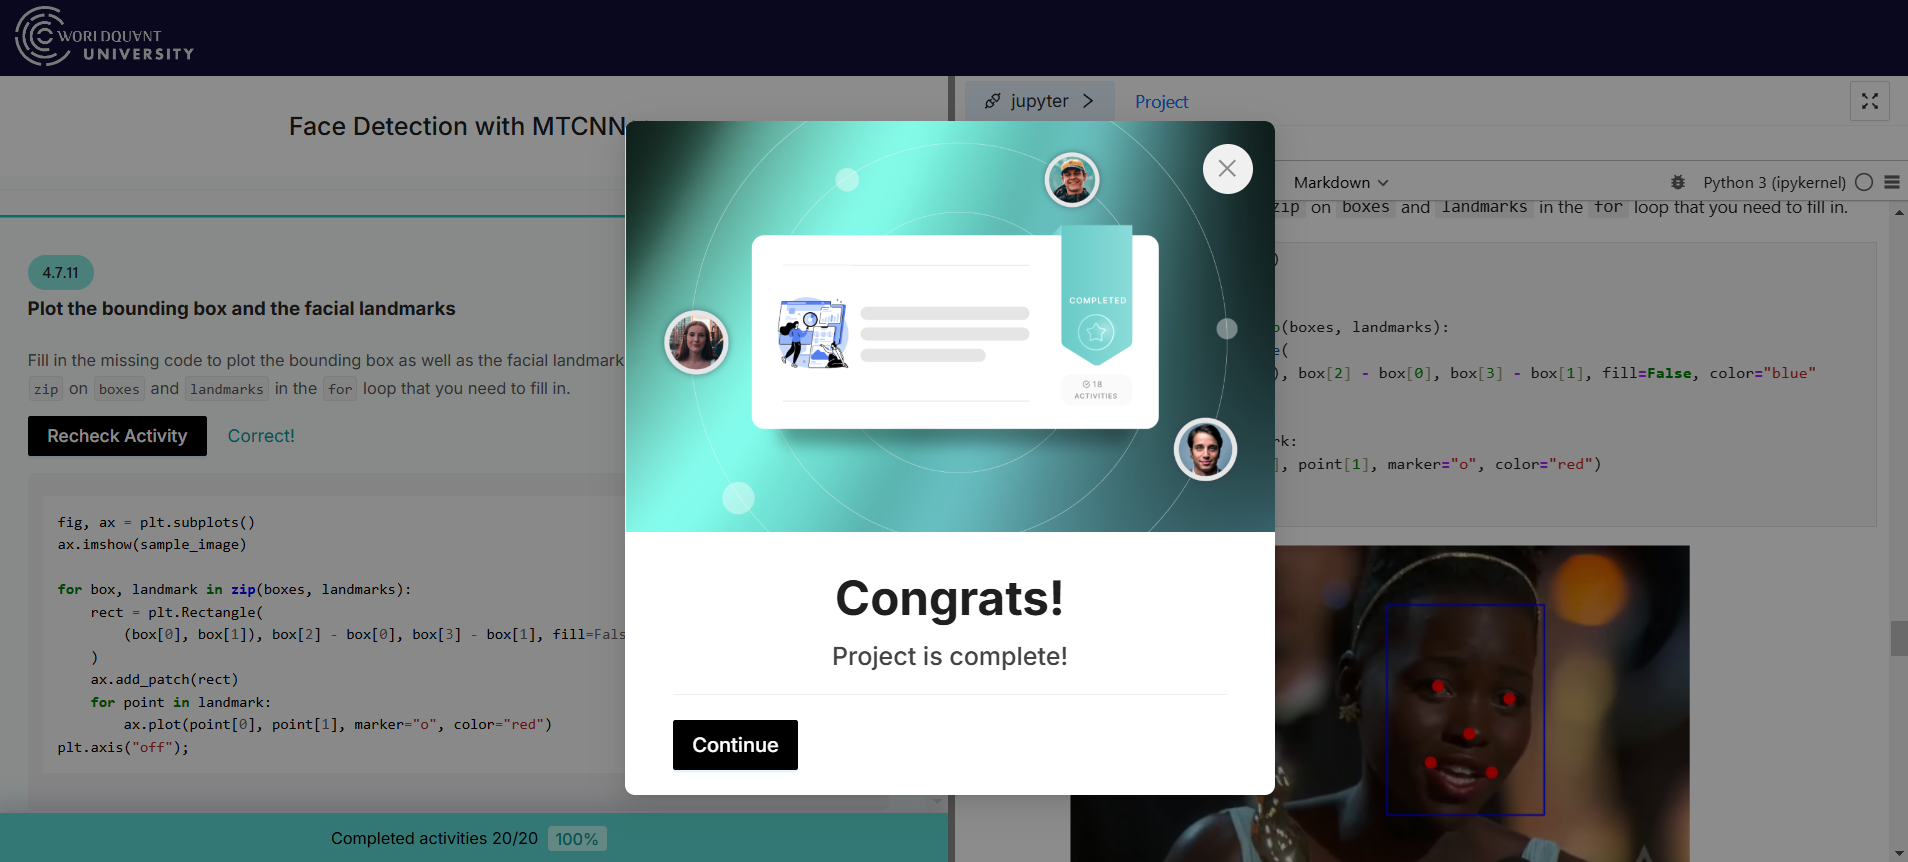 WORLDQUANT
UNIVERSITY
Face Detection with MTCNN
jupyter
Project
Markdown
Python 3 (ipykernel)
zip on boxes and landmarks in the for loop that you need to fill in.
4.7.11
Plot the bounding box and the facial landmarks
Fill in the missing code to plot the bounding box as well as the facial landmark
zip on boxes and landmarks in the for loop that you need to fill in.
Recheck Activity
Correct!
fig, ax = plt.subplots()
ax.imshow(sample_image)
for box, landmark in zip(boxes, landmarks):
rect = plt.Rectangle(
(box[0], box[1]), box[2] - box[0], box[3] - box[1], fill=Fals
)
ax.add_patch(rect)
for point in landmark:
ax.plot(point[0], point[1], marker="o", color="red")
plt.axis("off");
Completed activities 20/20 100%
COMPLETED
18
ACTIVITIES
Congrats!
Project is complete!
Continue
)
(boxes, landmarks):
(
), box[2] - box[0], box[3] - box[1], fill=False, color="blue"
k:
], point[1], marker="o", color="red")